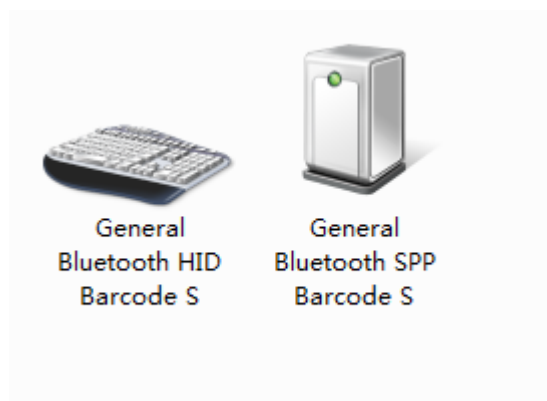 General
Bluetooth HID
Barcode S
General
Bluetooth SPP
Barcode S